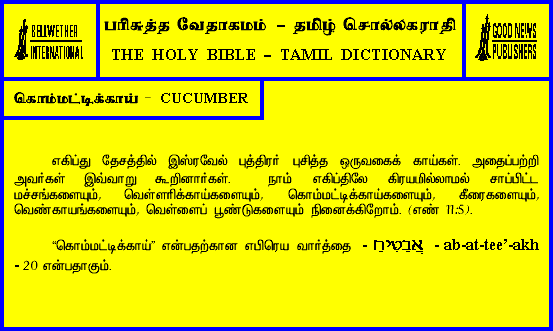 BELLWETHER
INTERNATIONAL
பரிசுத்த வேதாகமம் - தமிழ் சொல்லகராதி
THE HOLY BIBLE - TAMIL DICTIONARY
GOOD NEWS
PUBLISHERS
கொம்மட்டிக்காய் - CUCUMBER
எகிப்து தேசத்தில் இஸ்ரவேல் புத்திரர் புசித்த ஒருவகைக் காய்கள். அதைப்பற்றி
அவர்கள் இவ்வாறு கூறினார்கள். நாம் எகிப்திலே கிரயமில்லாமல் சாப்பிட்ட
மச்சங்களையும், வெள்ளரிக்காய்களையும், கொம்மட்டிக்காய்களையும், கீரைகளையும்,
வெண்காயங்களையும், வெள்ளைப் பூண்டுகளையும் நினைக்கிறோம். (எண் 11:5).
“கொம்மட்டிக்காய்” என்பதற்கான எபிரெய வார்த்தை - אֲבַטִּיחַ - ab-at-tee’-akh
- 20 என்பதாகும்.